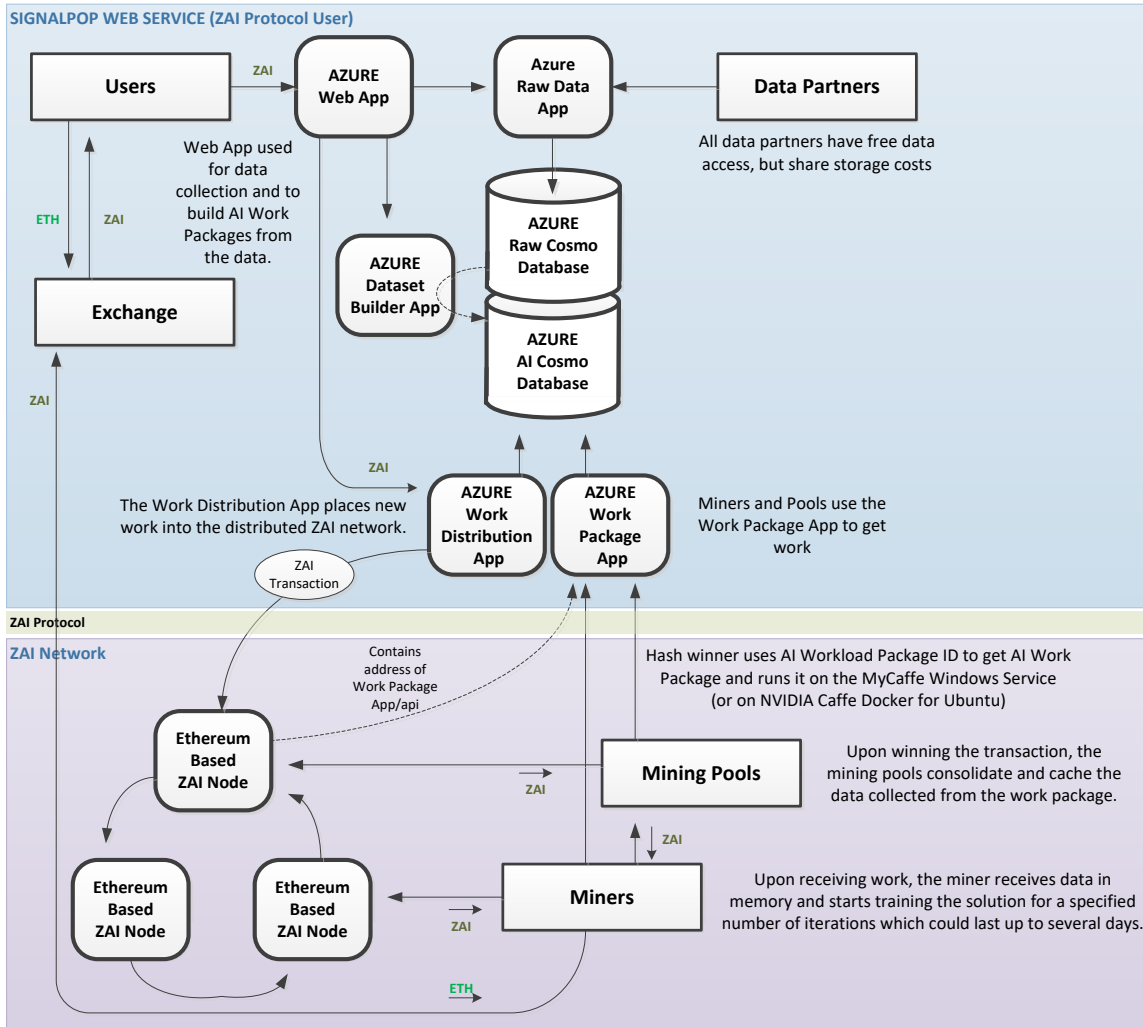 SIGNALPOP WEB SERVICE (ZAI Protocol User)
Users
ZAI
AZURE
Web App
Azure
Raw Data
App
Data Partners
All data partners have free data
access, but share storage costs
Web App used
for data
collection and to
build AI Work
Packages from
the data.
ETH
ZAI
AZURE
Raw Cosmo
Database
AZURE
Dataset
Builder App
Exchange
AZURE
AI Cosmo
Database
ZAI
ZAI
The Work Distribution App places new
work into the distributed ZAI network.
AZURE
Work
Distribution
App
AZURE
Work
Package
App
Miners and Pools use the
Work Package App to get
work
ZAI
Transaction
ZAI Protocol
ZAI Network
Contains
address of
Work Package
App/api
Hash winner uses AI Workload Package ID to get AI Work
Package and runs it on the MyCaffe Windows Service
(or on NVIDIA Caffe Docker for Ubuntu)
Ethereum
Based
ZAI Node
Mining Pools
ZAI
Upon winning the transaction, the
mining pools consolidate and cache the
data collected from the work package.
ZAI
Ethereum
Based
ZAI Node
Ethereum
Based
ZAI Node
Miners
ZAI
Upon receiving work, the miner receives data in
memory and starts training the solution for a specified
number of iterations which could last up to several days.
ETH